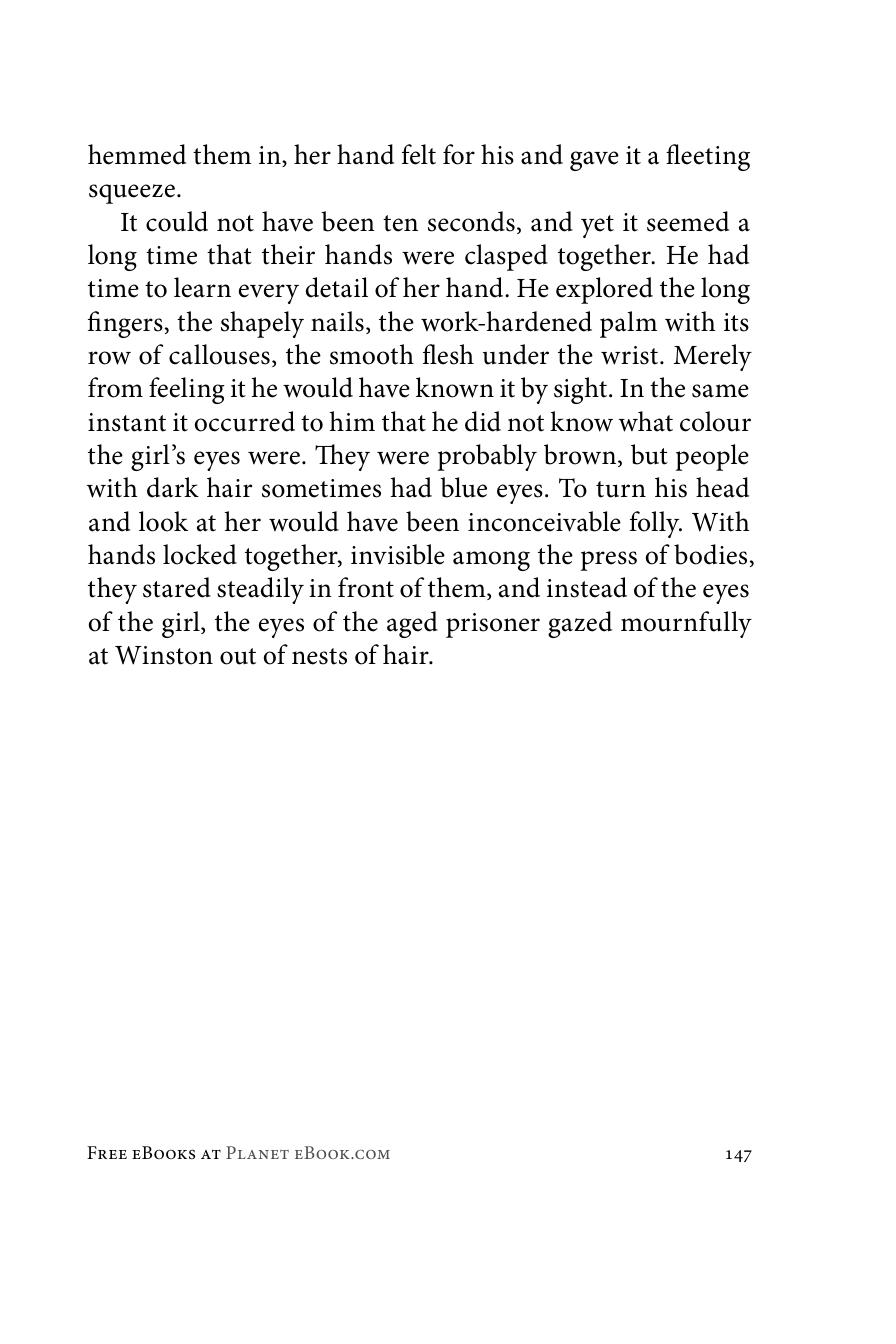 hemmed them in, her hand felt for his and gave it a fleeting
squeeze.
It could not have been ten seconds, and yet it seemed a
long time that their hands were clasped together. He had
time to learn every detail of her hand. He explored the long
fingers, the shapely nails, the work-hardened palm with its
row of callouses, the smooth flesh under the wrist. Merely
from feeling it he would have known it by sight. In the same
instant it occurred to him that he did not know what colour
the girl’s eyes were. They were probably brown, but people
with dark hair sometimes had blue eyes. To turn his head
and look at her would have been inconceivable folly. With
hands locked together, invisible among the press of bodies,
they stared steadily in front of them, and instead of the eyes
of the girl, the eyes of the aged prisoner gazed mournfully
at Winston out of nests of hair.
Free eBooks at Planet eBook.com 147